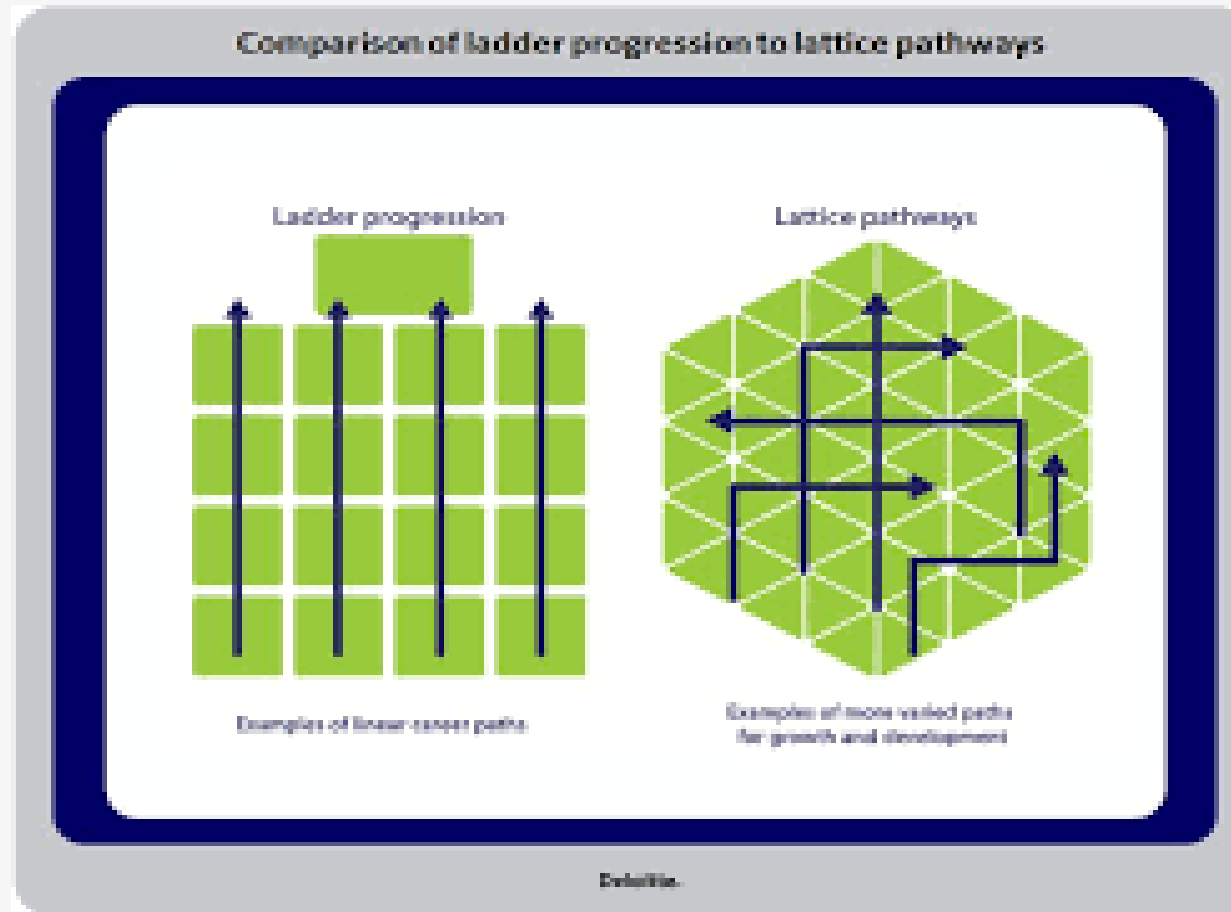 Comparison of ladder progression to lattice pathways
Ladder progression
Lattice pathways
Examples of linear career paths
Examples of more varied paths
for growth and development
Deloitte.